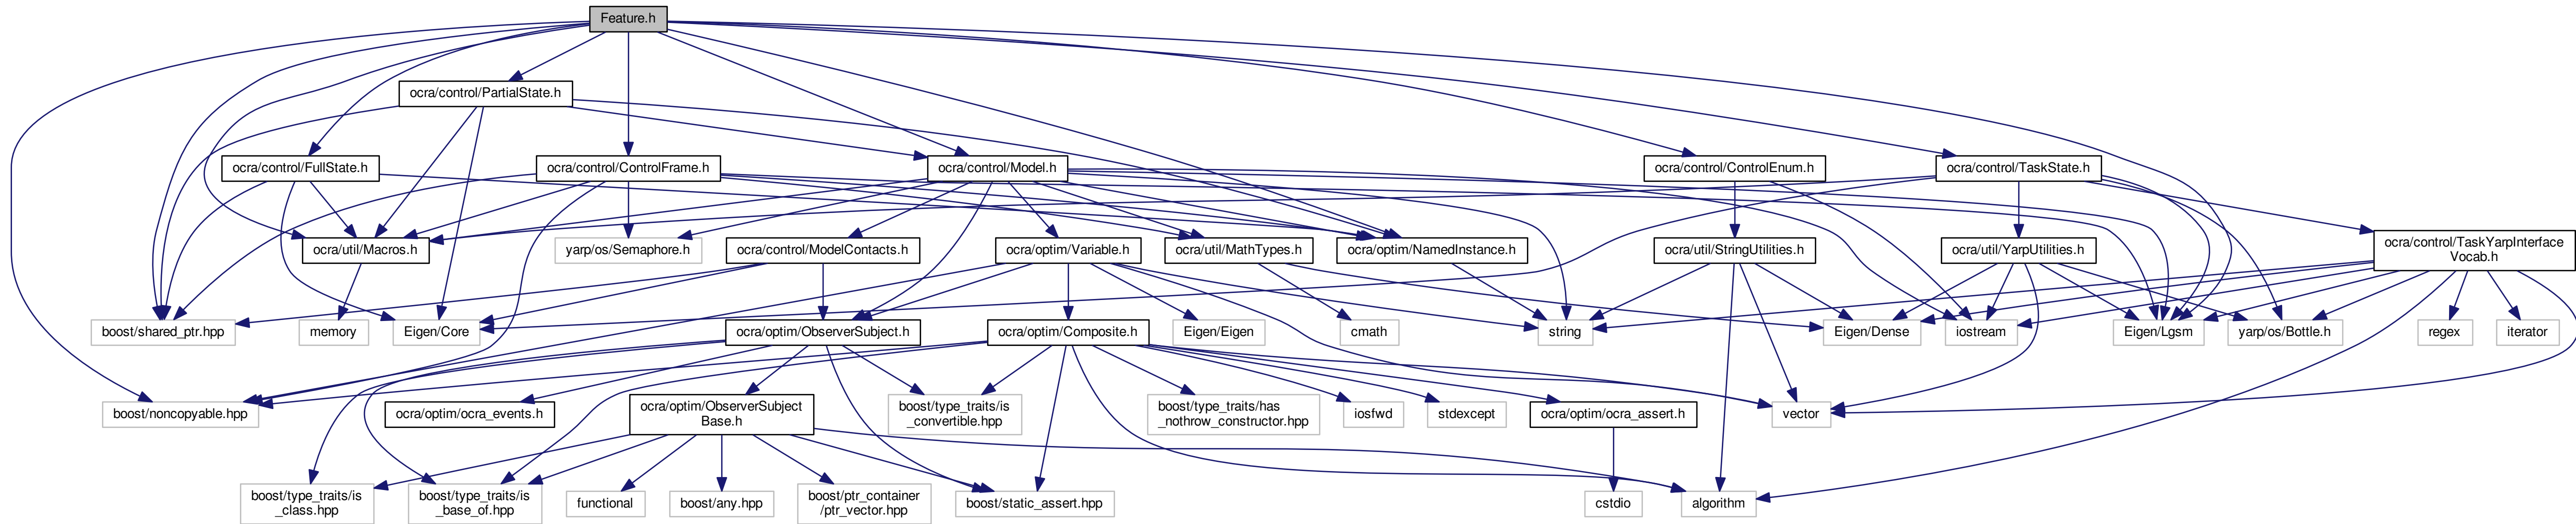 Feature.h
ocra/control/PartialState.h
ocra/control/FullState.h
ocra/control/ControlFrame.h
ocra/control/Model.h
ocra/control/ControlEnum.h
ocra/control/TaskState.h
ocra/util/Macros.h
yarp/os/Semaphore.h
ocra/control/ModelContacts.h
ocra/optim/Variable.h
ocra/util/MathTypes.h
ocra/optim/NamedInstance.h
ocra/util/StringUtilities.h
ocra/util/YarpUtilities.h
ocra/control/TaskYarpInterface
Vocab.h
boost/shared_ptr.hpp
memory
Eigen/Core
ocra/optim/ObserverSubject.h
ocra/optim/Composite.h
Eigen/Eigen
cmath
string
Eigen/Dense
iostream
Eigen/Lgsm
yarp/os/Bottle.h
regex
iterator
boost/noncopyable.hpp
ocra/optim/ocra_events.h
ocra/optim/ObserverSubject
Base.h
boost/type_traits/is
_convertible.hpp
boost/type_traits/has
_nothrow_constructor.hpp
iosfwd
stdexcept
ocra/optim/ocra_assert.h
vector
boost/type_traits/is
_class.hpp
boost/type_traits/is
_base_of.hpp
functional
boost/any.hpp
boost/ptr_container
/ptr_vector.hpp
boost/static_assert.hpp
cstdio
algorithm